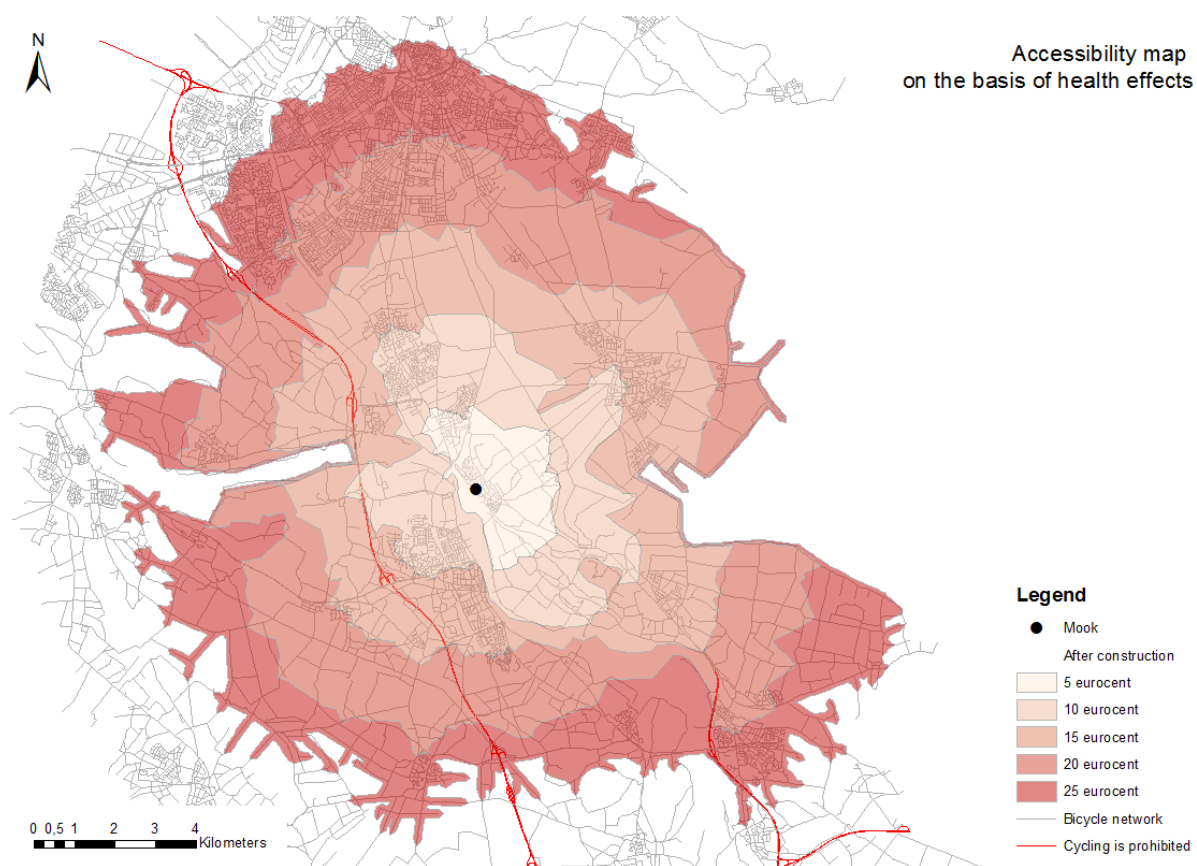 N
Accessibility map
on the basis of health effects
Legend
Mook
After construction
5 eurocent
10 eurocent
15 eurocent
20 eurocent
25 eurocent
Bicycle network
Cycling is prohibited
0 0,5 1 2 3 4
Kilometers